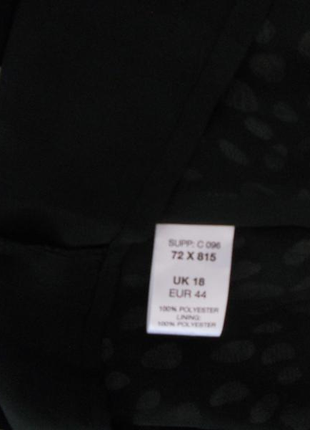 SUPP: C 096
72 X 815
UK 18
EUR 44
100% POLYESTER
LINING:
100% POLYESTER